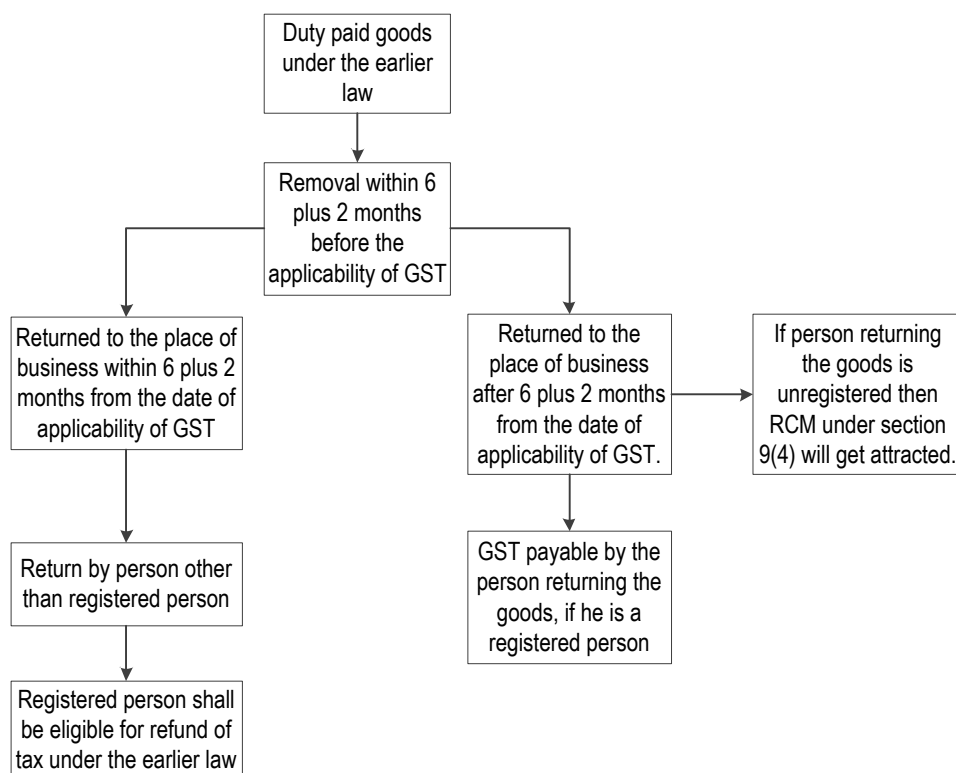 Duty paid goods
under the earlier
law
Removal within 6
plus 2 months
before the
applicability of GST
Returned to the place of
business within 6 plus 2
months from the date of
applicability of GST
Returned to the
place of business
after 6 plus 2 months
from the date of
applicability of GST.
If person returning
the goods is
unregistered then
RCM under section
9(4) will get attracted.
Return by person other
than registered person
GST payable by the
person returning the
goods, if he is a
registered person
Registered person shall
be eligible for refund of
tax under the earlier law